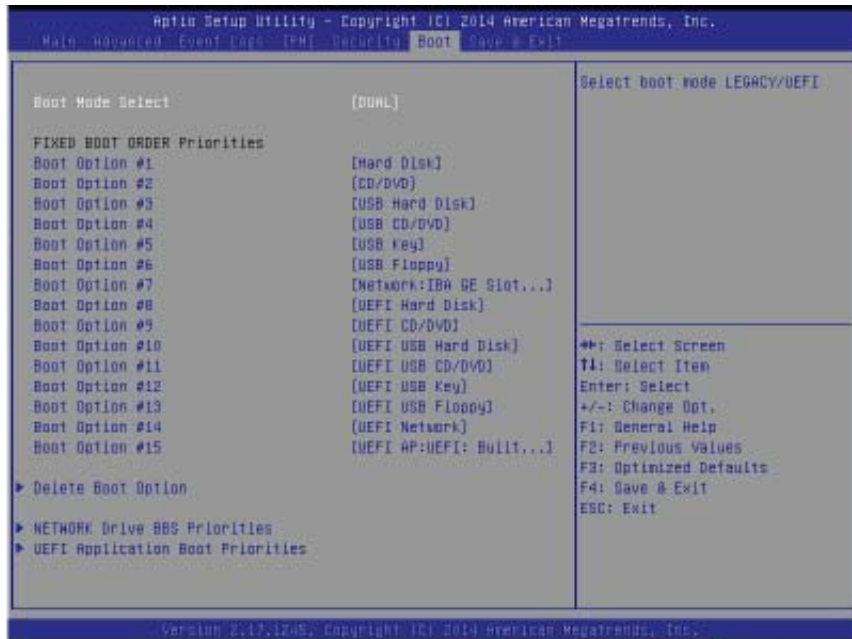 Aptio Setup Utility - Copyright (C) 2014 American Megatrends, Inc.
Main Advanced Event Logs IPMI Security Boot Save & Exit
Boot Mode Select [DUAL]
Select boot mode LEGACY/UEFI
FIXED BOOT ORDER Priorities
Boot Option #1 [Hard Disk]
Boot Option #2 [CD/DVD]
Boot Option #3 [USB Hard Disk]
Boot Option #4 [USB CD/DVD]
Boot Option #5 [USB Key]
Boot Option #6 [USB Floppy]
Boot Option #7 [Network:IBA GE Slot...]
Boot Option #8 [UEFI Hard Disk]
Boot Option #9 [UEFI CD/DVD]
Boot Option #10 [UEFI USB Hard Disk]
Boot Option #11 [UEFI USB CD/DVD]
Boot Option #12 [UEFI USB Key]
Boot Option #13 [UEFI USB Floppy]
Boot Option #14 [UEFI Network]
Boot Option #15 [UEFI AP:UEFI: Built...]
Delete Boot Option
NETWORK Drive BBS Priorities
UEFI Application Boot Priorities
→←: Select Screen
↑↓: Select Item
Enter: Select
+/-: Change Opt.
F1: General Help
F2: Previous Values
F3: Optimized Defaults
F4: Save & Exit
ESC: Exit
Version 2.17.1245. Copyright (C) 2014 American Megatrends, Inc.